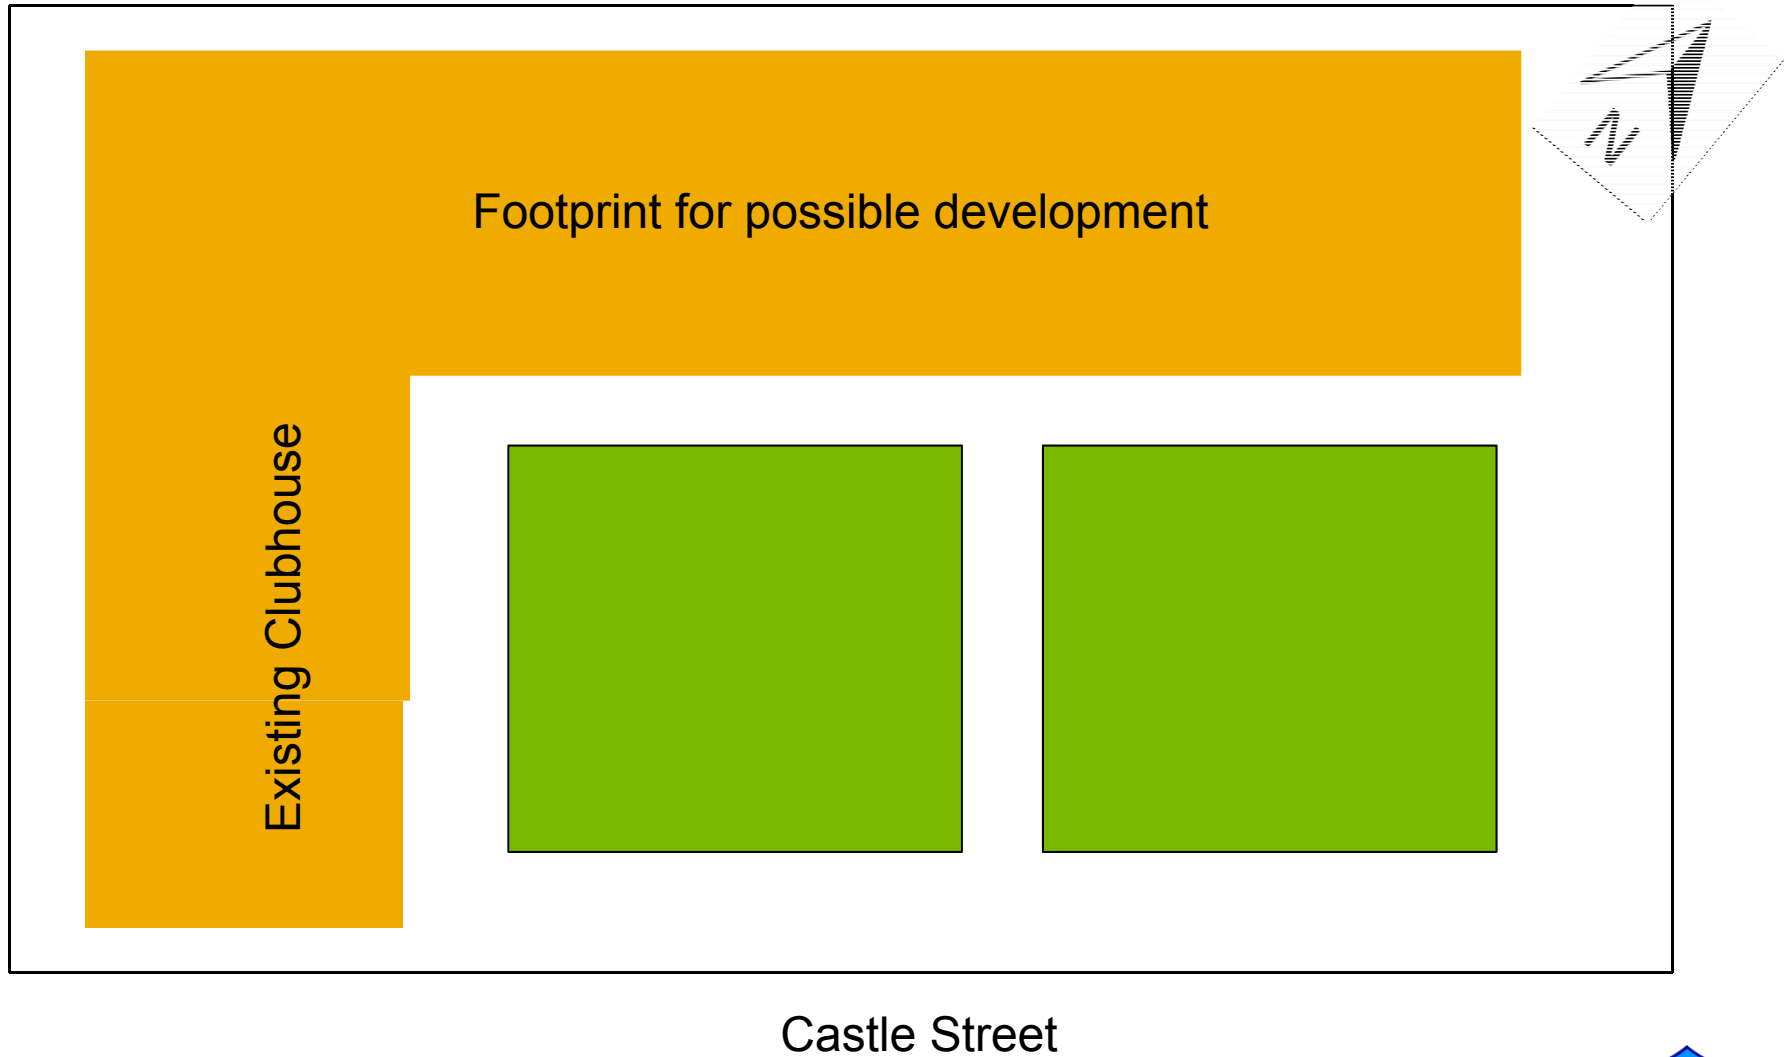 N
Footprint for possible development
Existing Clubhouse
Castle Street